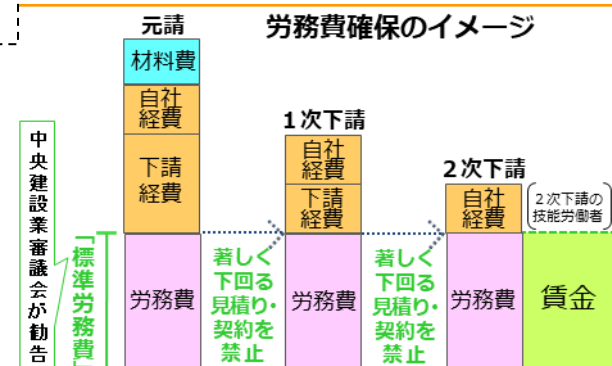 労務費確保のイメージ
元請
材料費
自社
経費
下請
経費
労務費
1次下請
自社
経費
下請
経費
労務費
2次下請
自社
経費
労務費
2次下請の
技能労働者
賃金
著しく
下回る
見積り・
契約を
禁止
著しく
下回る
見積り・
契約を
禁止
中央建設業審議会が勧告
「標準労務費」